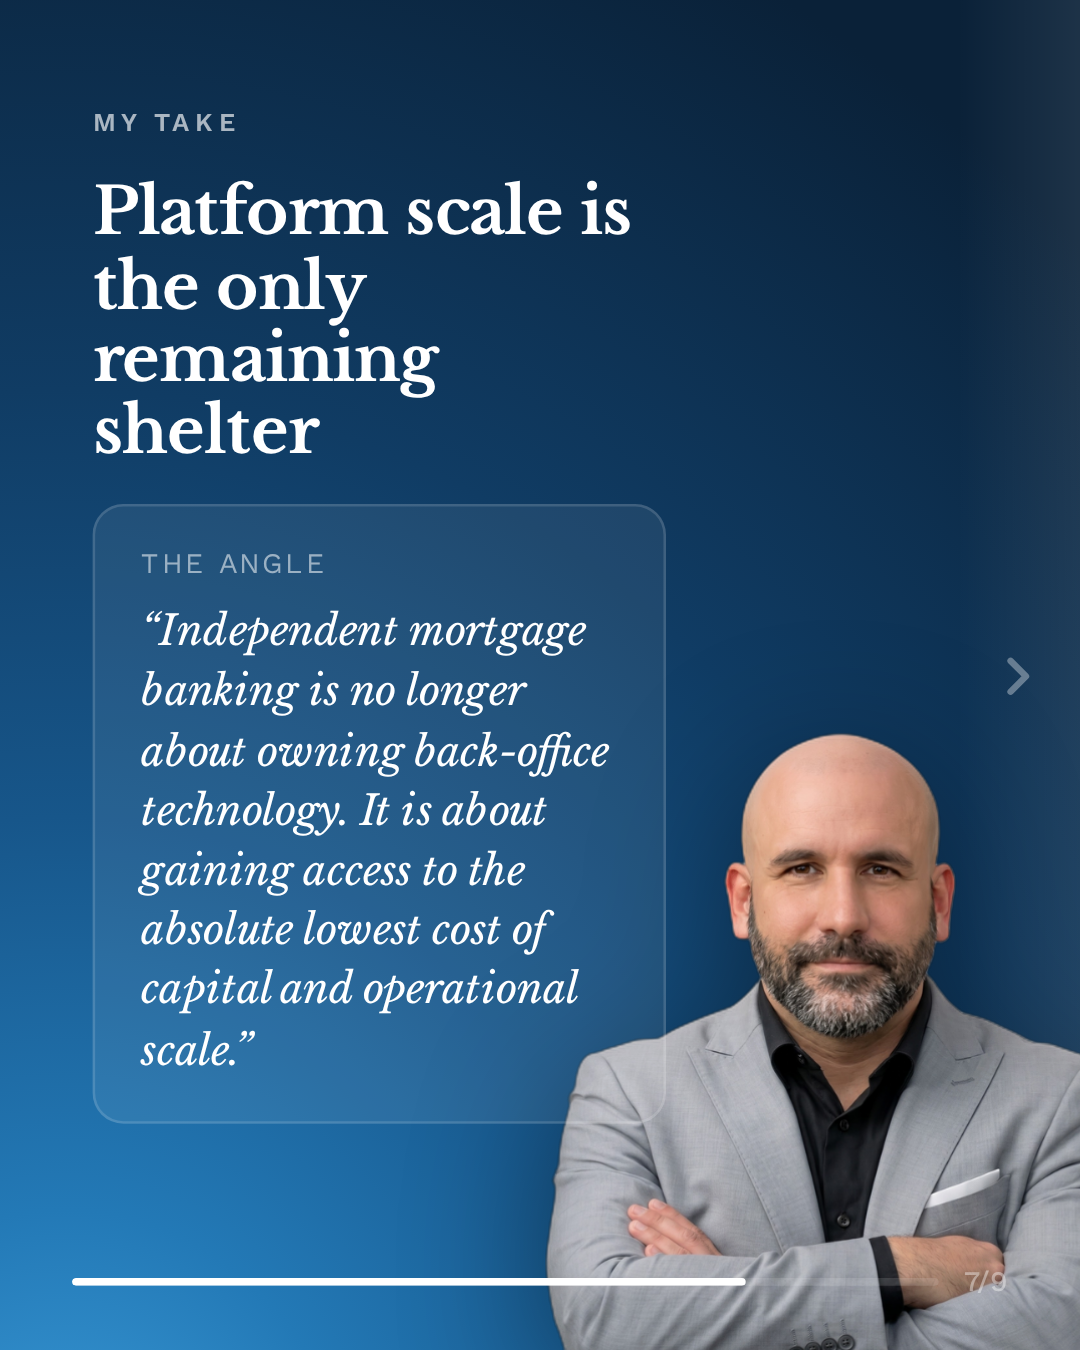 MY TAKE
Platform scale is
the only
remaining
shelter
THE ANGLE
“Independent mortgage
banking is no longer
about owning back-office
technology. It is about
gaining access to the
absolute lowest cost of
capital and operational
scale.”
7/9